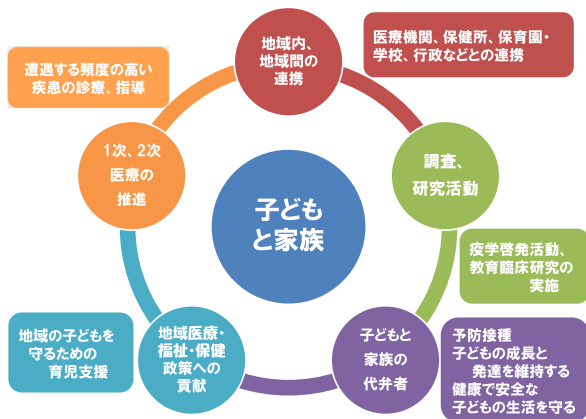 地域内、
地域間の
連携
医療機関、保健所、保育園・
学校、行政などとの連携
遭遇する頻度の高い
疾患の診療、指導
1次、2次
医療の
推進
調査、
研究活動
子ども
と家族
疫学啓発活動、
教育臨床研究の
実施
地域の子どもを
守るための
育児支援
地域医療・
福祉・保健
政策への
貢献
子どもと
家族の
代弁者
予防接種
子どもの成長と
発達を維持する
健康で安全な
子どもの生活を守る